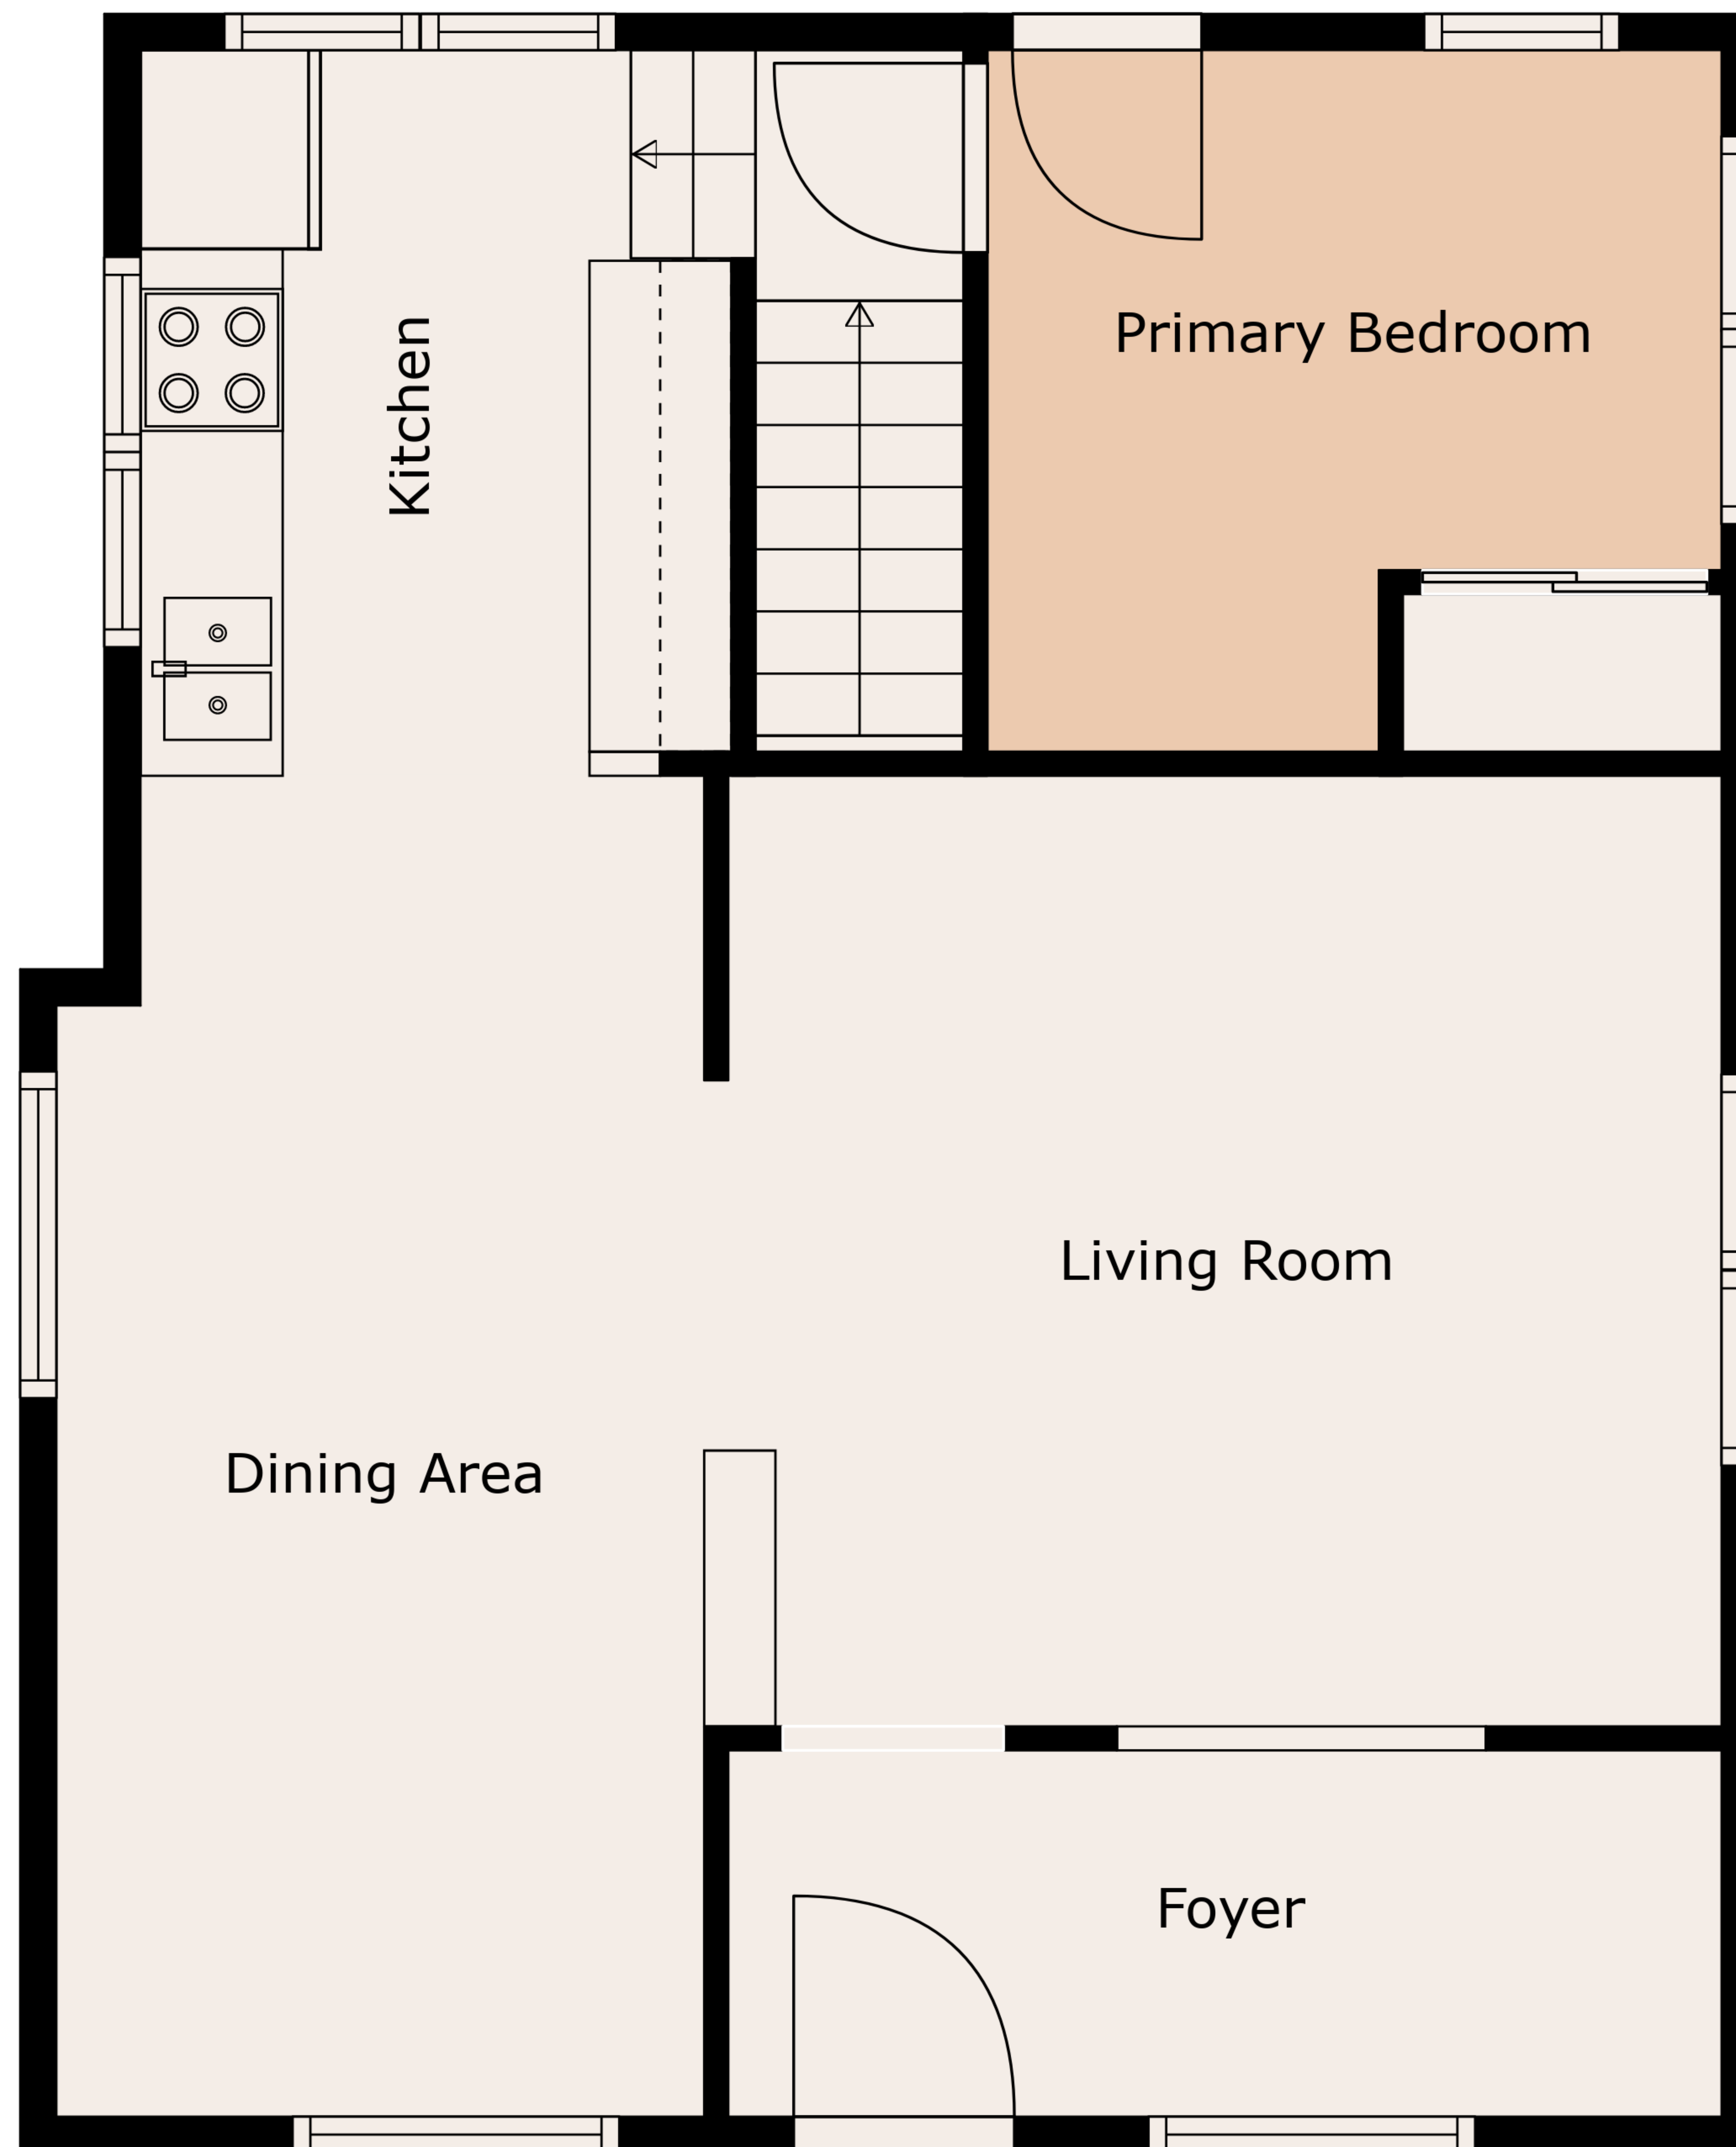 Kitchen
Primary Bedroom
Living Room
Dining Area
Foyer